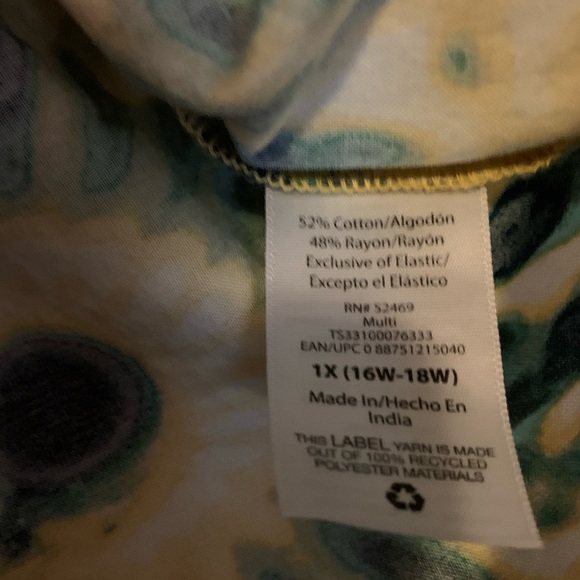 52% Cotton/Algodón
48% Rayon/Rayón
Exclusive of Elastic/
Excepto el Elástico
RN# 52469
Multi
TS33100076333
EAN/UPC 0 88751215040
1X (16W-18W)
Made In/Hecho En
India
THIS LABEL YARN IS MADE
OUT OF 100% RECYCLED
POLYESTER MATERIALS